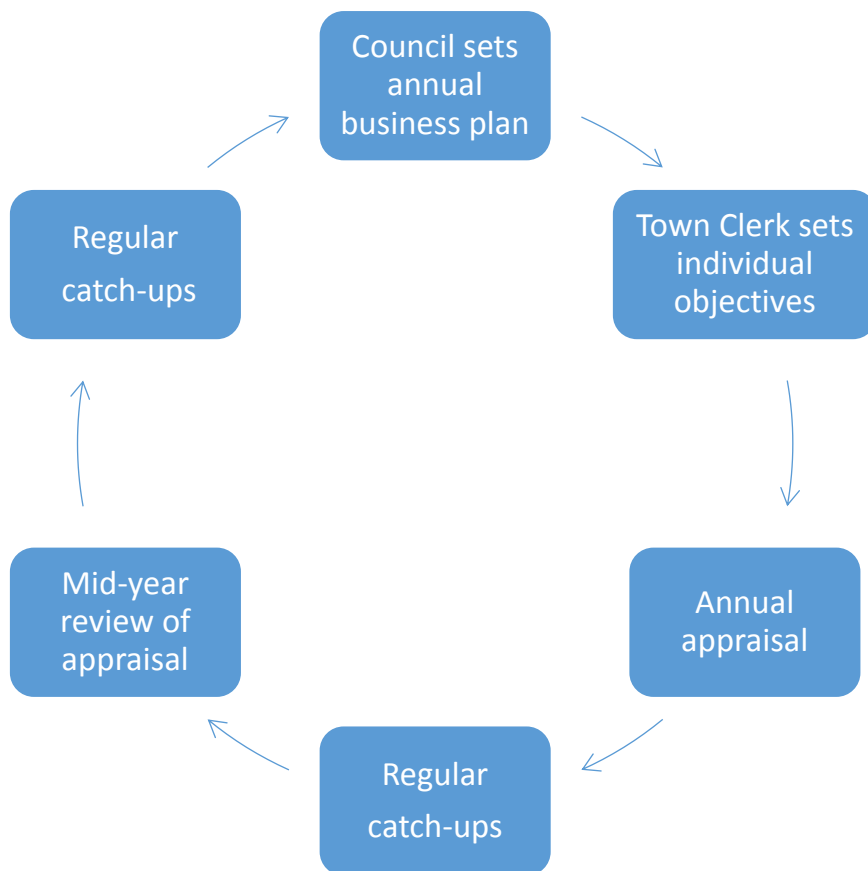 Council sets
annual
business plan
Town Clerk sets
individual
objectives
Annual
appraisal
Regular
catch-ups
Mid-year
review of
appraisal
Regular
catch-ups